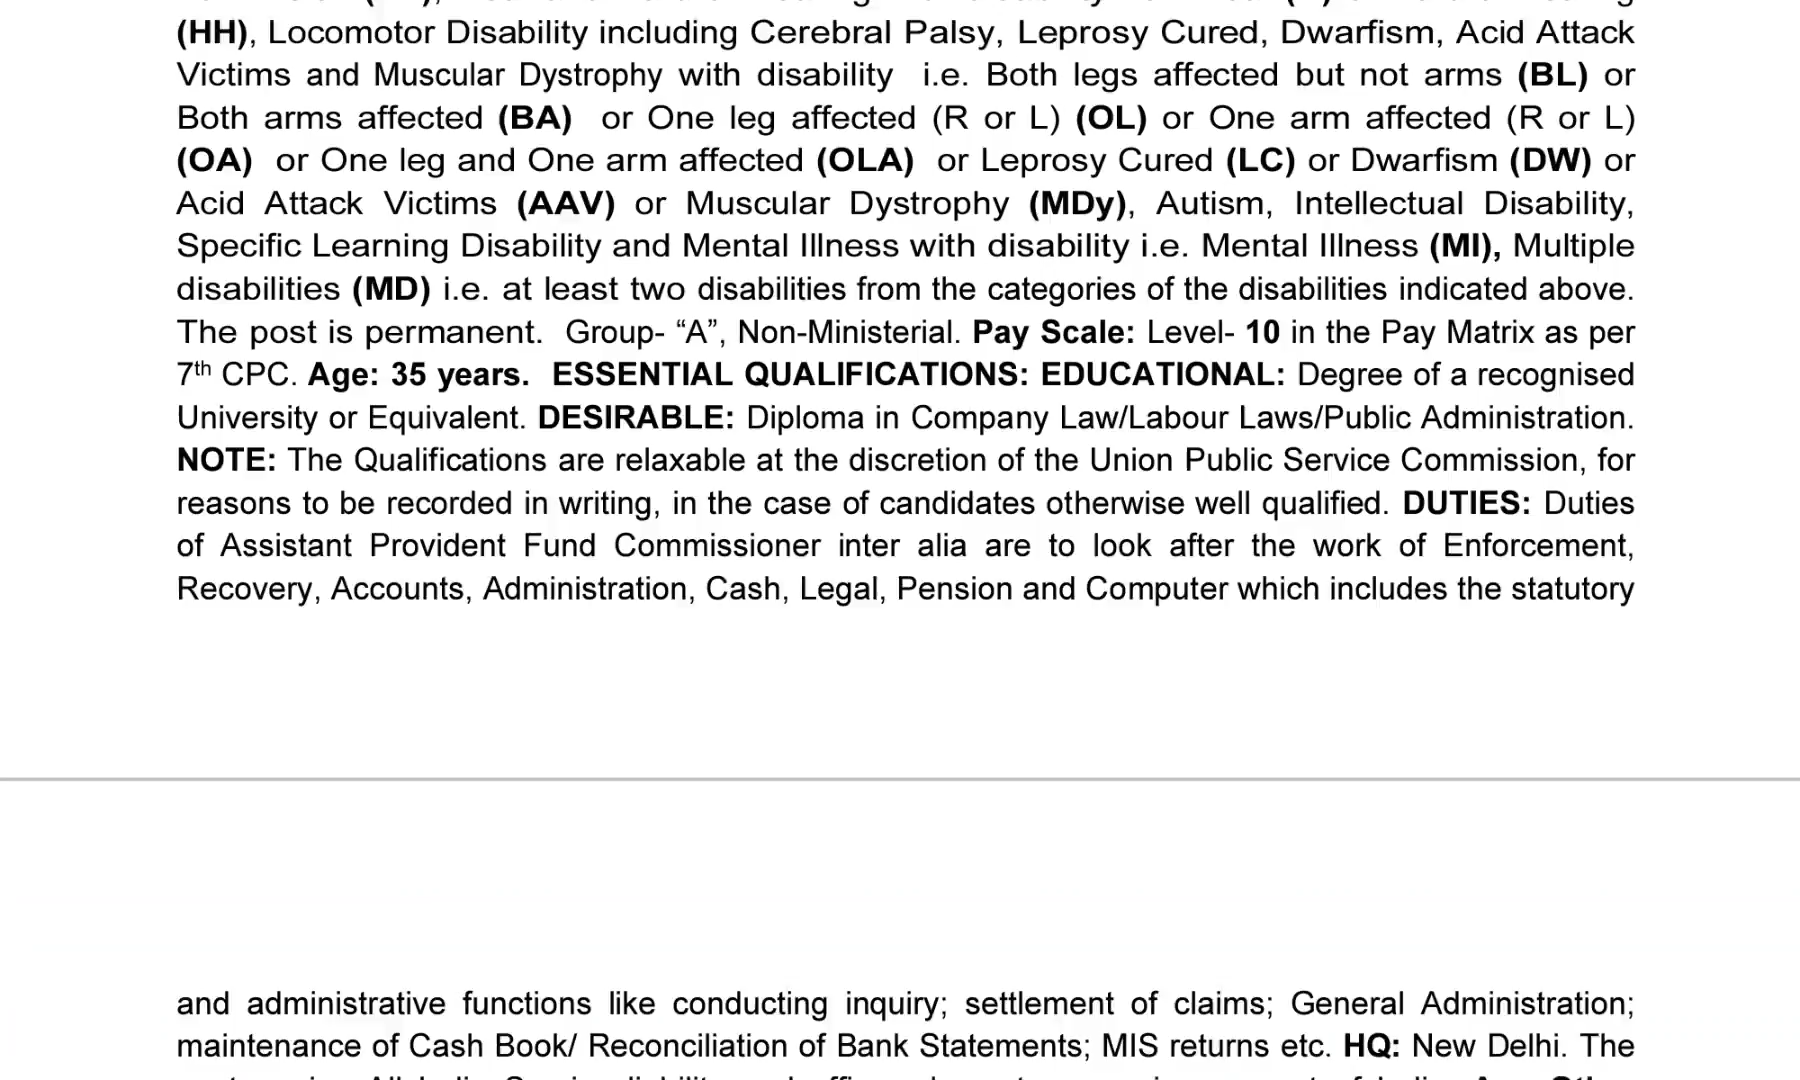 (HH), Locomotor Disability including Cerebral Palsy, Leprosy Cured, Dwarfism, Acid Attack
Victims and Muscular Dystrophy with disability i.e. Both legs affected but not arms (BL) or
Both arms affected (BA) or One leg affected (R or L) (OL) or One arm affected (R or L)
(OA) or One leg and One arm affected (OLA) or Leprosy Cured (LC) or Dwarfism (DW) or
Acid Attack Victims (AAV) or Muscular Dystrophy (MDy), Autism, Intellectual Disability,
Specific Learning Disability and Mental Illness with disability i.e. Mental Illness (MI), Multiple
disabilities (MD) i.e. at least two disabilities from the categories of the disabilities indicated above.
The post is permanent. Group- “A”, Non-Ministerial. Pay Scale: Level- 10 in the Pay Matrix as per
7th CPC. Age: 35 years. ESSENTIAL QUALIFICATIONS: EDUCATIONAL: Degree of a recognised
University or Equivalent. DESIRABLE: Diploma in Company Law/Labour Laws/Public Administration.
NOTE: The Qualifications are relaxable at the discretion of the Union Public Service Commission, for
reasons to be recorded in writing, in the case of candidates otherwise well qualified. DUTIES: Duties
of Assistant Provident Fund Commissioner inter alia are to look after the work of Enforcement,
Recovery, Accounts, Administration, Cash, Legal, Pension and Computer which includes the statutory
and administrative functions like conducting inquiry; settlement of claims; General Administration;
maintenance of Cash Book/ Reconciliation of Bank Statements; MIS returns etc. HQ: New Delhi. The